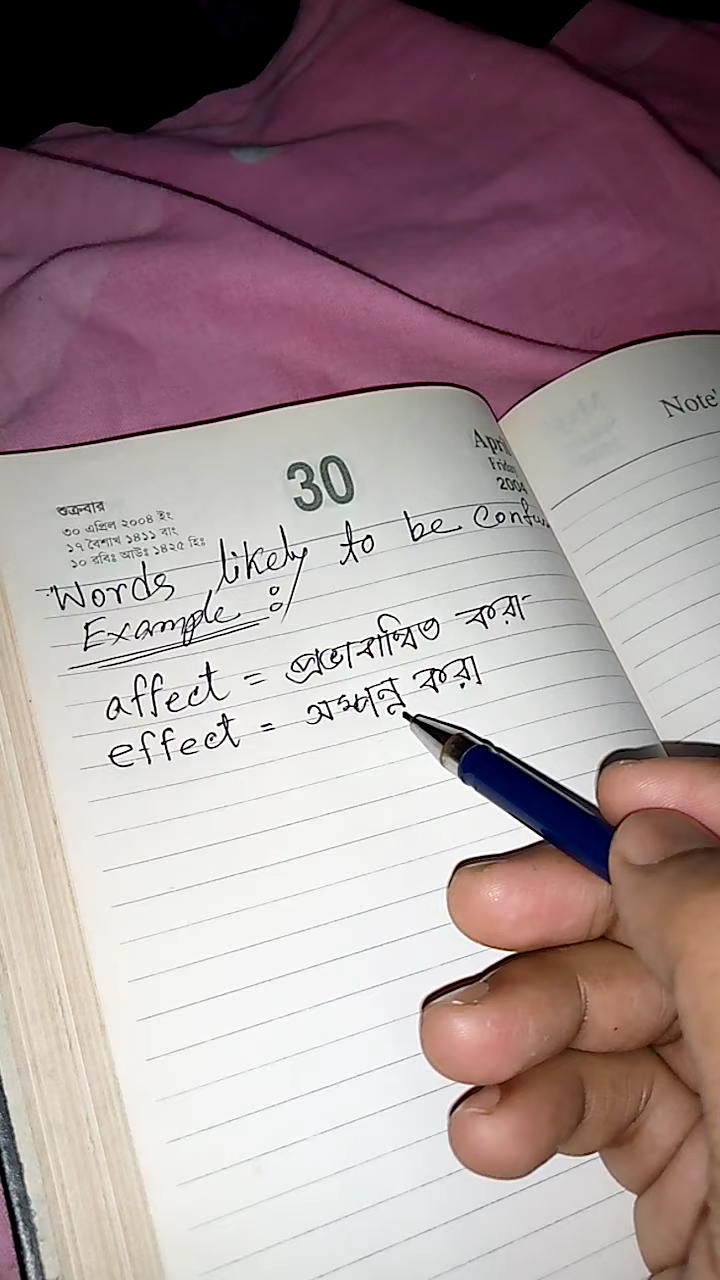 শুক্রবার
৩০ এপ্রিল ২০০৪ ইং
১৭ বৈশাখ ১৪১১ বাং
১০ রবিঃ আউঃ ১৪২৫ হিঃ
30
April
Friday
2004
Note'
Words likely to be Confu
Example :
affect = প্রভাবান্বিত করা
effect = সম্পন্ন করা